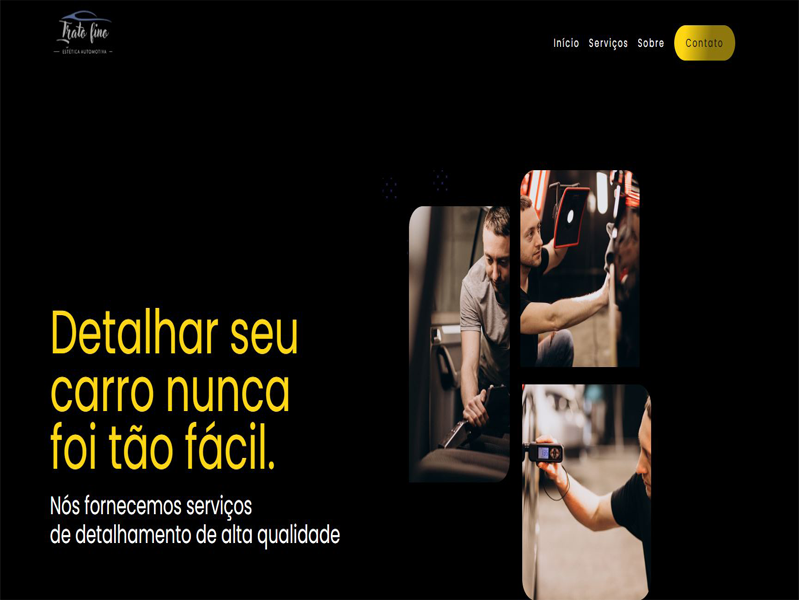 Trato fino
ESTÉTICA AUTOMOTIVA
Início Serviços Sobre Contato
Detalhar seu
carro nunca
foi tão fácil.
Nós fornecemos serviços
de detalhamento de alta qualidade